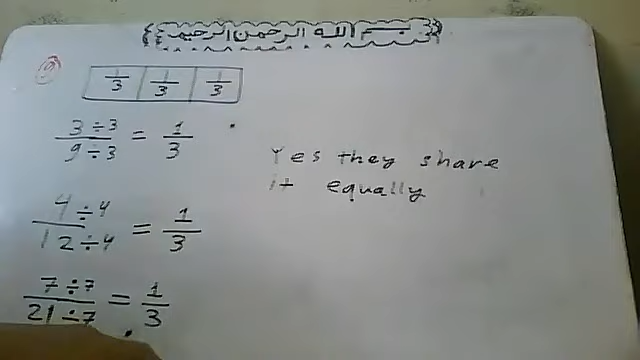 بسم الله الرحمن الرحيم
1/3 1/3 1/3
3÷3 / 9÷3 = 1/3
Yes they share
it equally
4÷4 / 12÷4 = 1/3
7÷7 / 21÷7 = 1/3